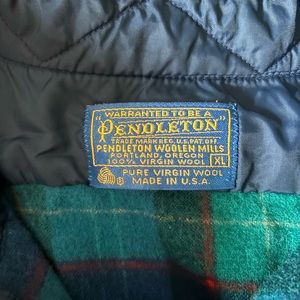 "WARRANTED TO BE A"
PENDLETON
TRADE MARK REG. U.S. PAT. OFF.
PENDLETON WOOLEN MILLS
PORTLAND, OREGON
100% VIRGIN WOOL
XL
PURE VIRGIN WOOL
MADE IN U.S.A.